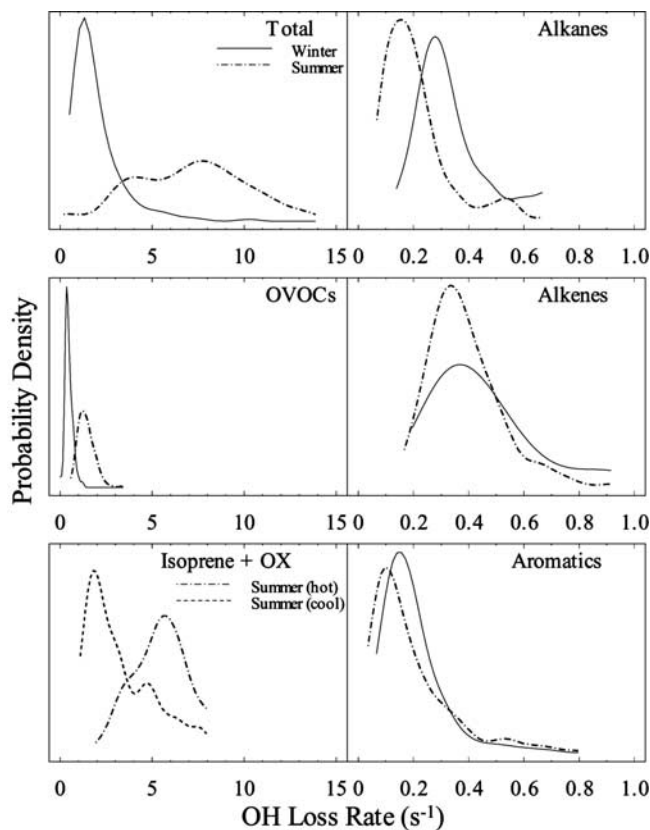 Total
Winter
Summer
Alkanes
0 5 10 15
0 0.2 0.4 0.6 0.8 1.0
OVOCs
Alkenes
Probability Density
0 5 10 15
0 0.2 0.4 0.6 0.8 1.0
Isoprene + OX
Summer (hot)
Summer (cool)
Aromatics
0 5 10 15
0 0.2 0.4 0.6 0.8 1.0
OH Loss Rate (s⁻¹)